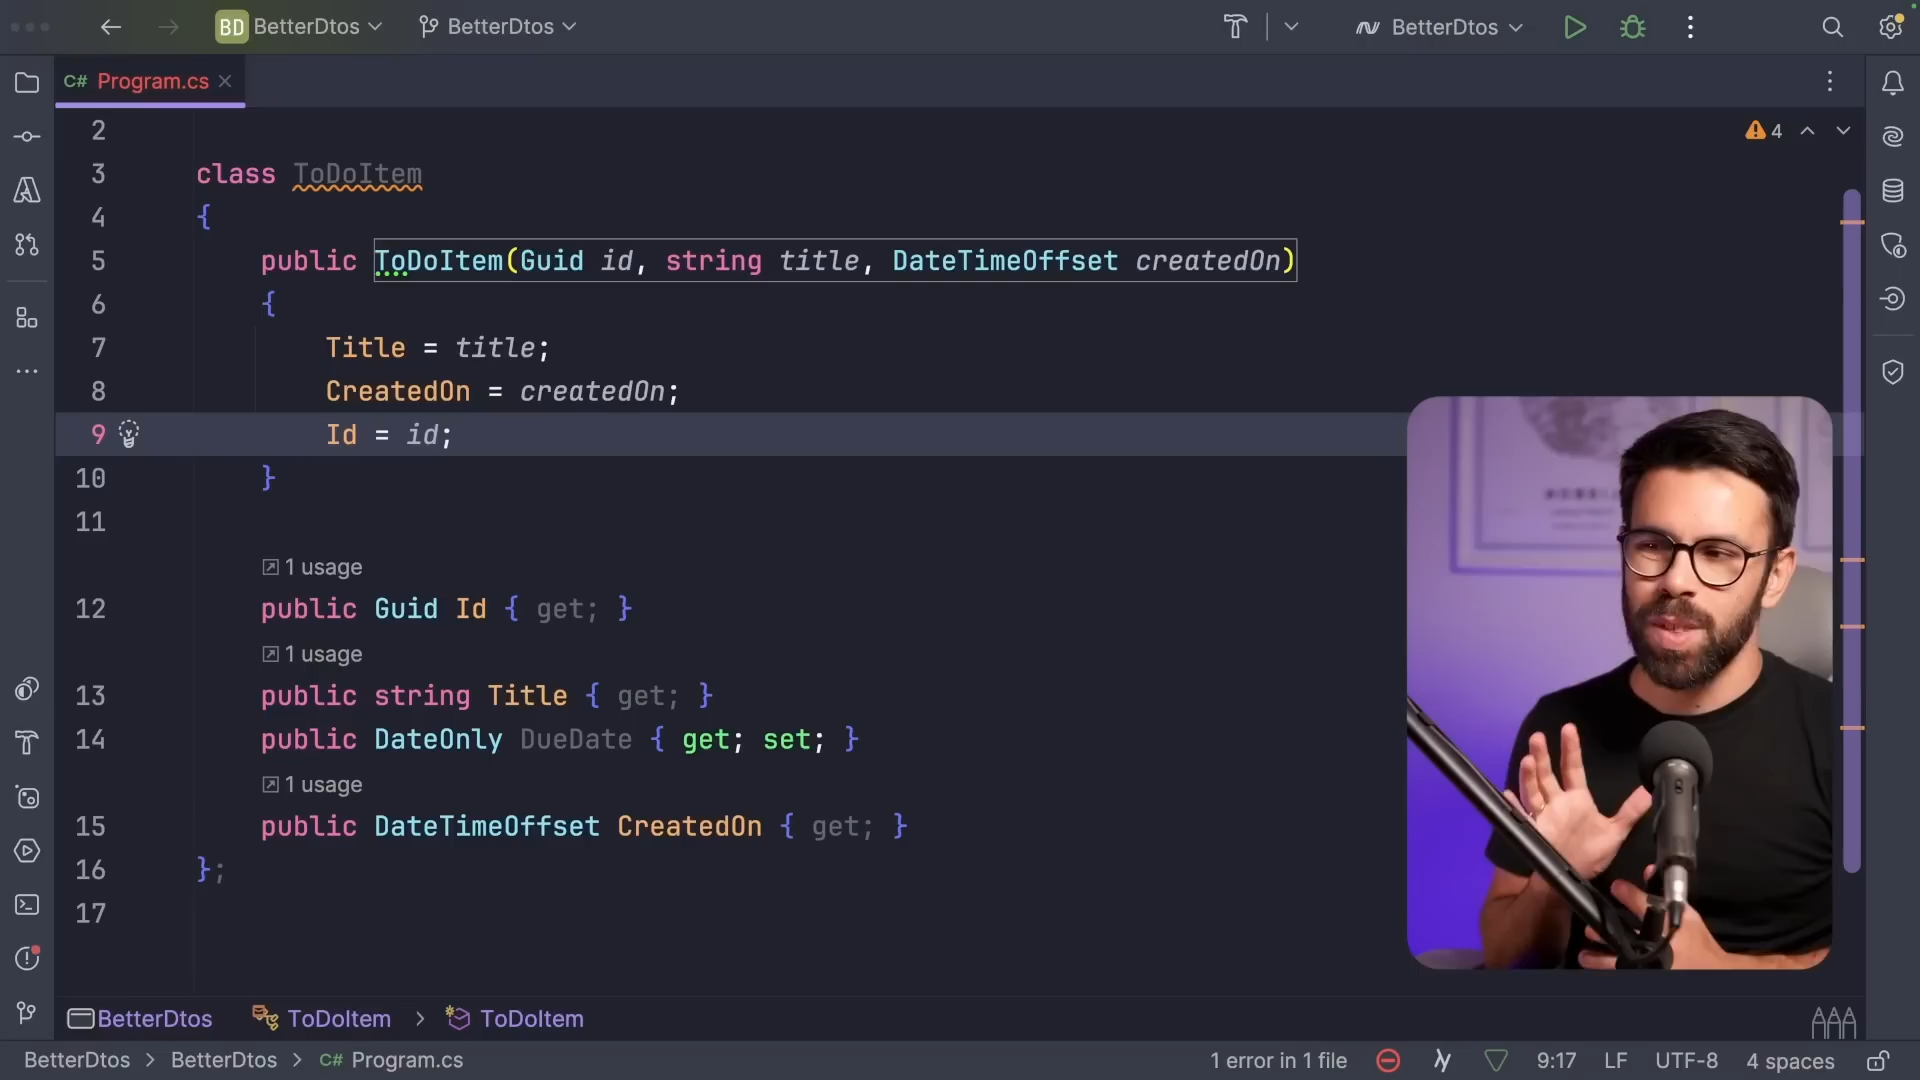 BD BetterDtos BetterDtos BetterDtos
C# Program.cs
4
2
3 class ToDoItem
4 {
5 public ToDoItem(Guid id, string title, DateTimeOffset createdOn)
6 {
7 Title = title;
8 CreatedOn = createdOn;
9 Id = id;
10 }
11
1 usage
12 public Guid Id { get; }
1 usage
13 public string Title { get; }
14 public DateOnly DueDate { get; set; }
1 usage
15 public DateTimeOffset CreatedOn { get; }
16 };
17
BetterDtos ToDoItem > ToDoItem
BetterDtos > BetterDtos > C# Program.cs 1 error in 1 file 9:17 LF UTF-8 4 spaces